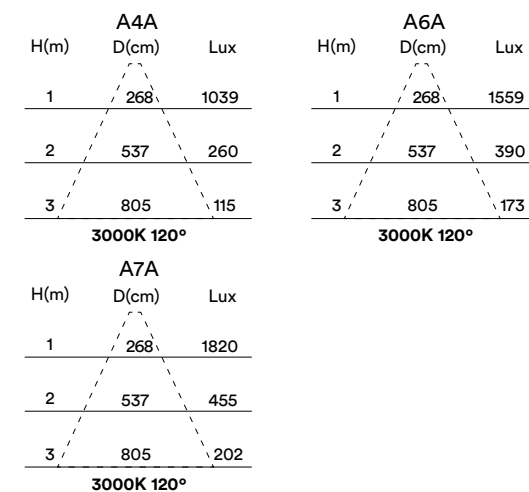 A4A
H(m) D(cm) Lux
1 268 1039
2 537 260
3 805 115
3000K 120°
A6A
H(m) D(cm) Lux
1 268 1559
2 537 390
3 805 173
3000K 120°
A7A
H(m) D(cm) Lux
1 268 1820
2 537 455
3 805 202
3000K 120°